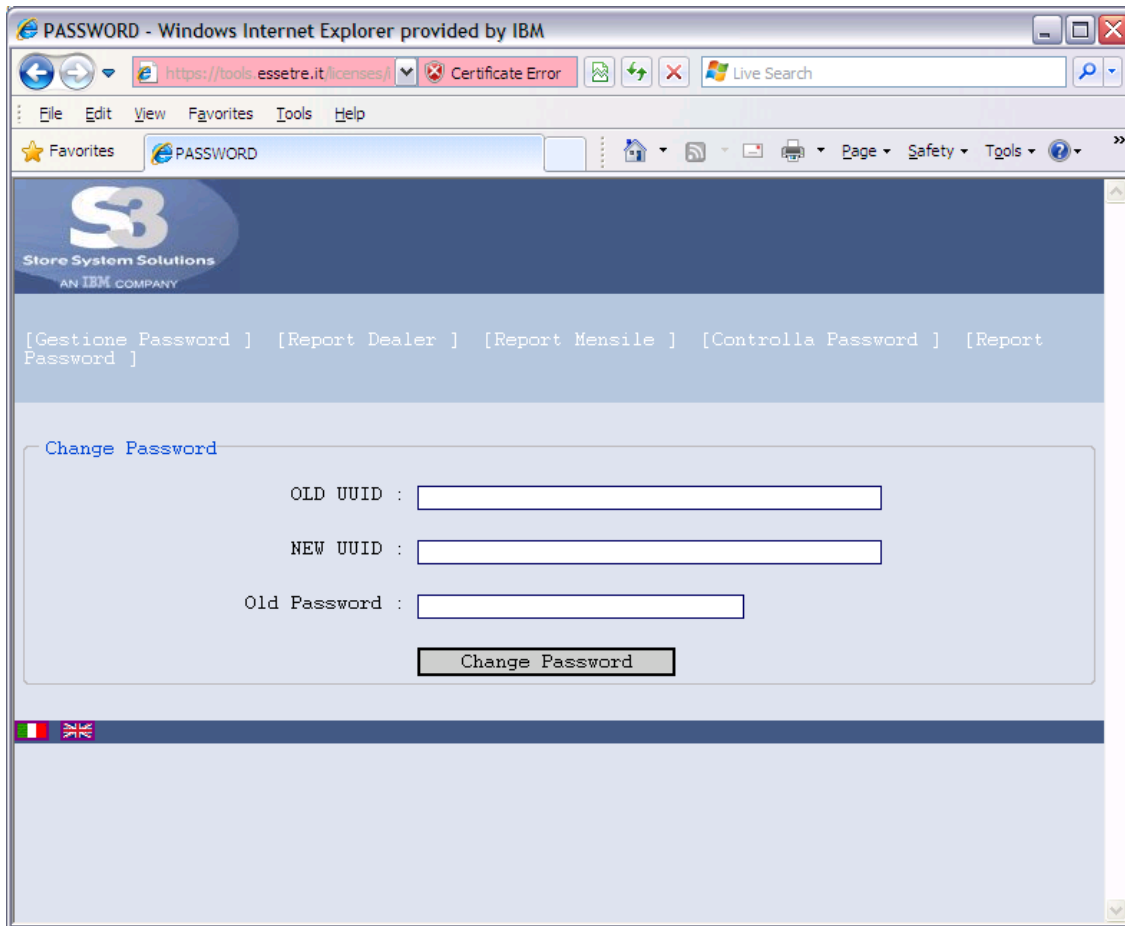 PASSWORD - Windows Internet Explorer provided by IBM
https://tools.essetre.it/licenses/ Certificate Error Live Search
File Edit View Favorites Tools Help
Favorites PASSWORD Page Safety Tools »
S3
Store System Solutions
AN IBM COMPANY
[Gestione Password ] [Report Dealer ] [Report Mensile ] [Controlla Password ] [Report
Password ]
Change Password
OLD UUID :
NEW UUID :
Old Password :
Change Password